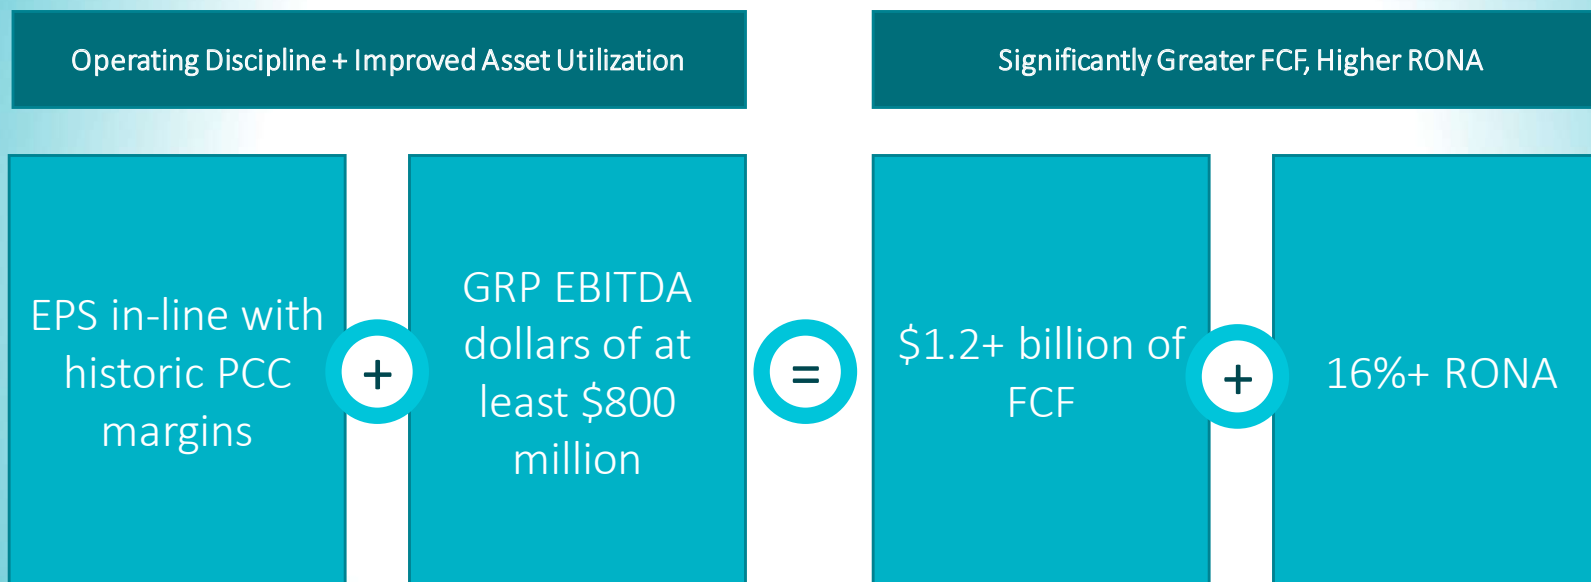 Operating Discipline + Improved Asset Utilization
Significantly Greater FCF, Higher RONA
EPS in-line with
historic PCC
margins
+
GRP EBITDA
dollars of at
least $800
million
=
$1.2+ billion of
FCF
+
16%+ RONA